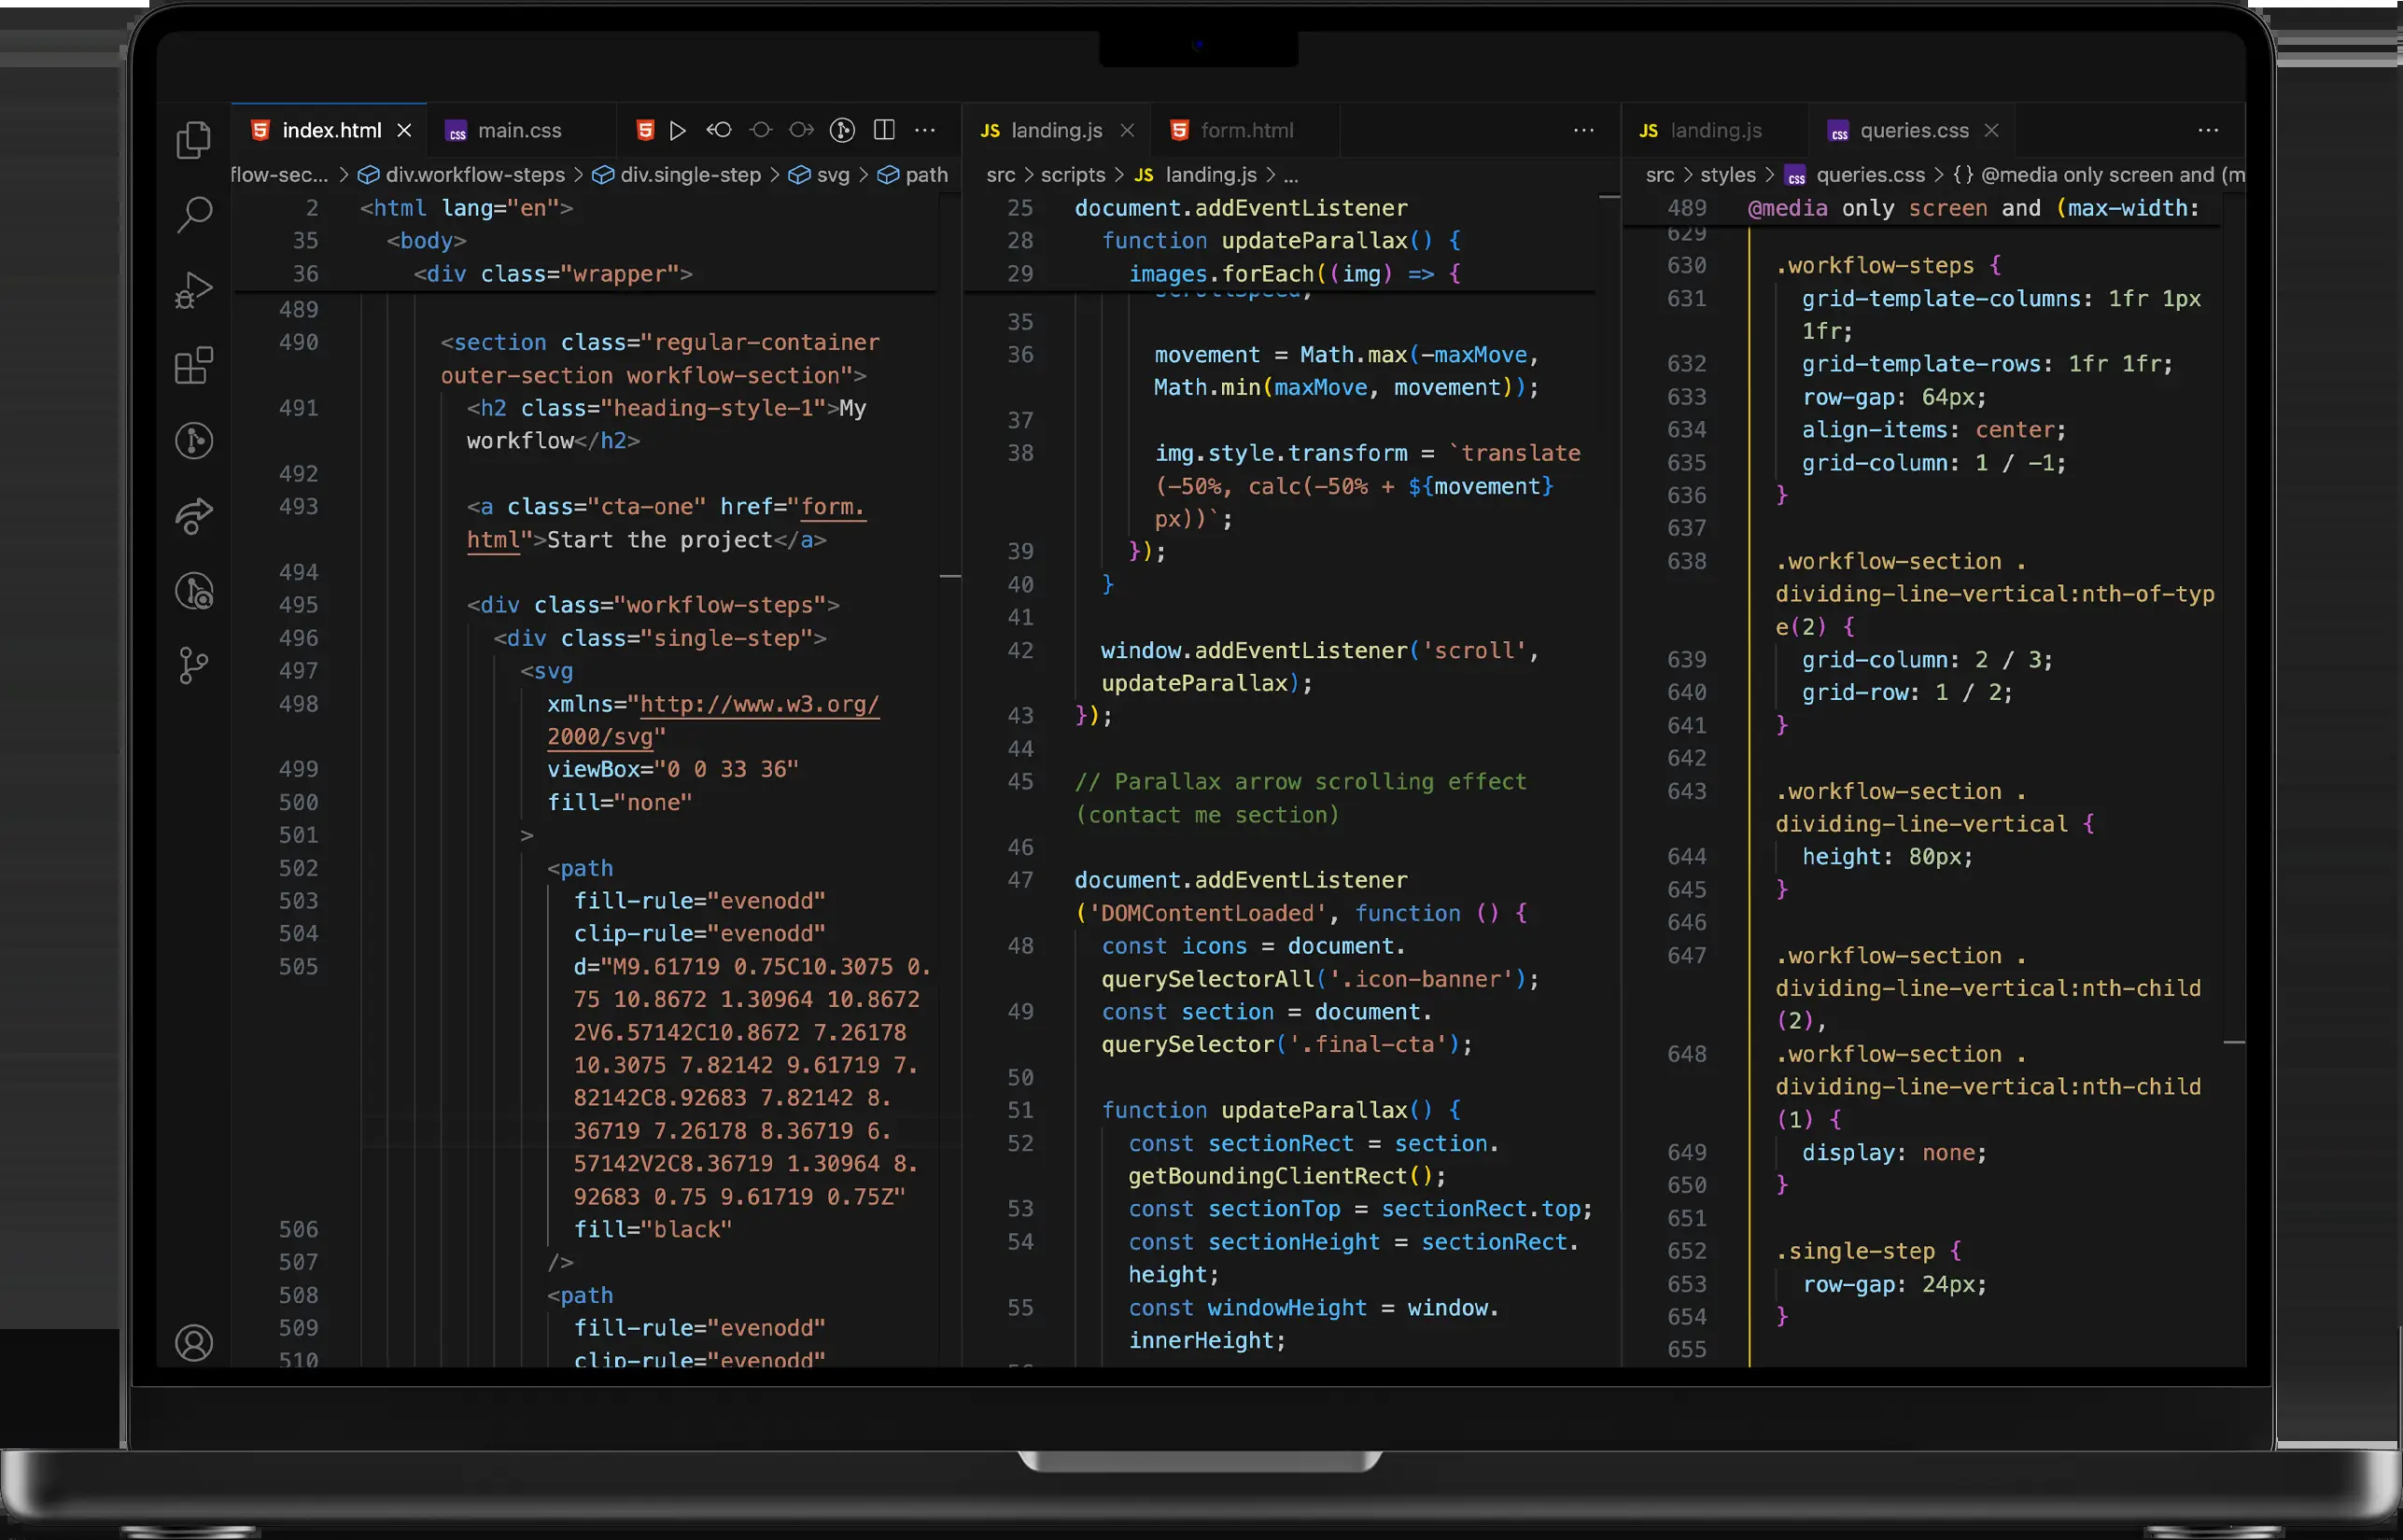 index.html
main.css
flow-sec... > div.workflow-steps > div.single-step > svg > path
2 <html lang="en">
35 <body>
36 <div class="wrapper">
489
490 <section class="regular-container
outer-section workflow-section">
491 <h2 class="heading-style-1">My
workflow</h2>
492
493 <a class="cta-one" href="form.
html">Start the project</a>
494
495 <div class="workflow-steps">
496 <div class="single-step">
497 <svg
498 xmlns="http://www.w3.org/
2000/svg"
499 viewBox="0 0 33 36"
500 fill="none"
501 >
502 <path
503 fill-rule="evenodd"
504 clip-rule="evenodd"
505 d="M9.61719 0.75C10.3075 0.
75 10.8672 1.30964 10.8672
2V6.57142C10.8672 7.26178
10.3075 7.82142 9.61719 7.
82142C8.92683 7.82142 8.
36719 7.26178 8.36719 6.
57142V2C8.36719 1.30964 8.
92683 0.75 9.61719 0.75Z"
506 fill="black"
507 />
508 <path
509 fill-rule="evenodd"
510 clip-rule="evenodd"
JS landing.js
form.html
src > scripts > JS landing.js > ...
25 document.addEventListener
28 function updateParallax() {
29 images.forEach((img) => {
scrollSpeed;
35
36 movement = Math.max(-maxMove,
Math.min(maxMove, movement));
37
38 img.style.transform = `translate
(-50%, calc(-50% + ${movement}
px))`;
39 });
40 }
41
42 window.addEventListener('scroll',
updateParallax);
43 });
44
45 // Parallax arrow scrolling effect
(contact me section)
46
47 document.addEventListener
('DOMContentLoaded', function () {
48 const icons = document.
querySelectorAll('.icon-banner');
49 const section = document.
querySelector('.final-cta');
50
51 function updateParallax() {
52 const sectionRect = section.
getBoundingClientRect();
53 const sectionTop = sectionRect.top;
54 const sectionHeight = sectionRect.
height;
55 const windowHeight = window.
innerHeight;
JS landing.js
css queries.css
src > styles > css queries.css > {} @media only screen and (m
489 @media only screen and (max-width:
629
630 .workflow-steps {
631 grid-template-columns: 1fr 1px
1fr;
632 grid-template-rows: 1fr 1fr;
633 row-gap: 64px;
634 align-items: center;
635 grid-column: 1 / -1;
636 }
637
638 .workflow-section .
dividing-line-vertical:nth-of-typ
e(2) {
639 grid-column: 2 / 3;
640 grid-row: 1 / 2;
641 }
642
643 .workflow-section .
dividing-line-vertical {
644 height: 80px;
645 }
646
647 .workflow-section .
dividing-line-vertical:nth-child
(2),
648 .workflow-section .
dividing-line-vertical:nth-child
(1) {
649 display: none;
650 }
651
652 .single-step {
653 row-gap: 24px;
654 }
655